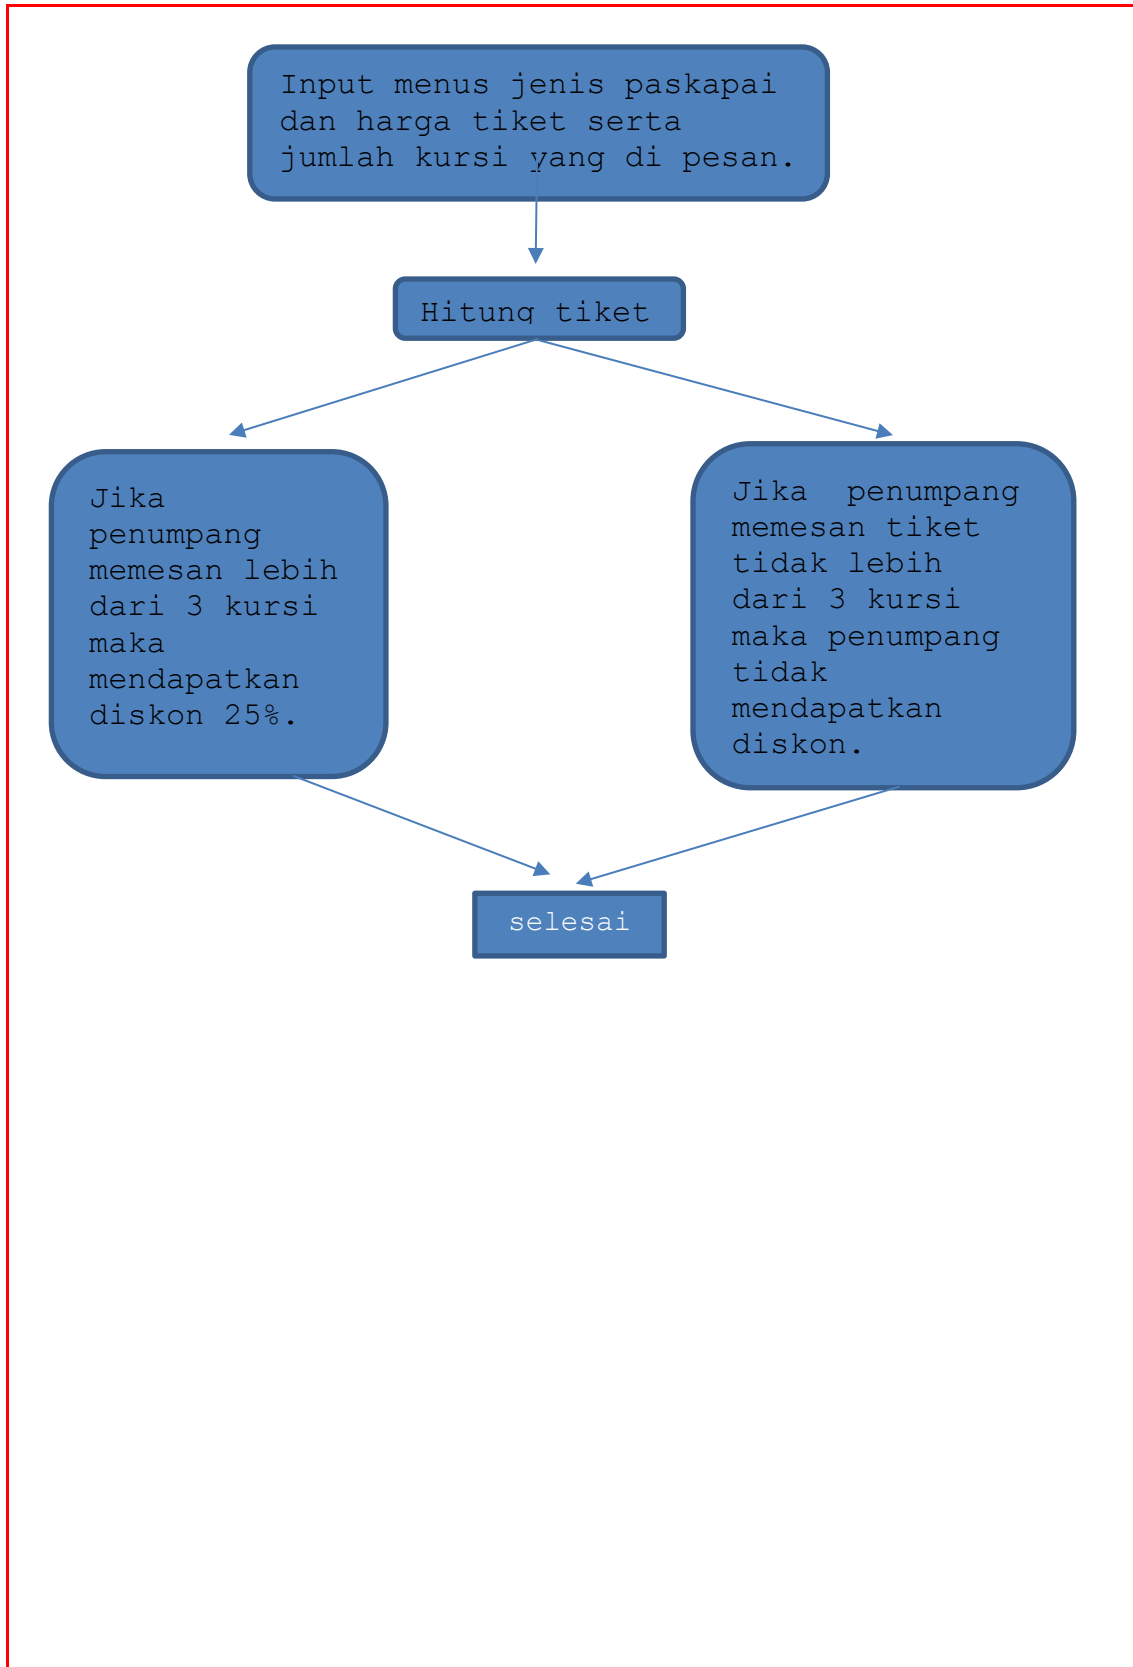 Input menus jenis paskapai
dan harga tiket serta
jumlah kursi yang di pesan.
Hitung tiket
Jika
penumpang
memesan lebih
dari 3 kursi
maka
mendapatkan
diskon 25%.
Jika  penumpang
memesan tiket
tidak lebih
dari 3 kursi
maka penumpang
tidak
mendapatkan
diskon.
selesai